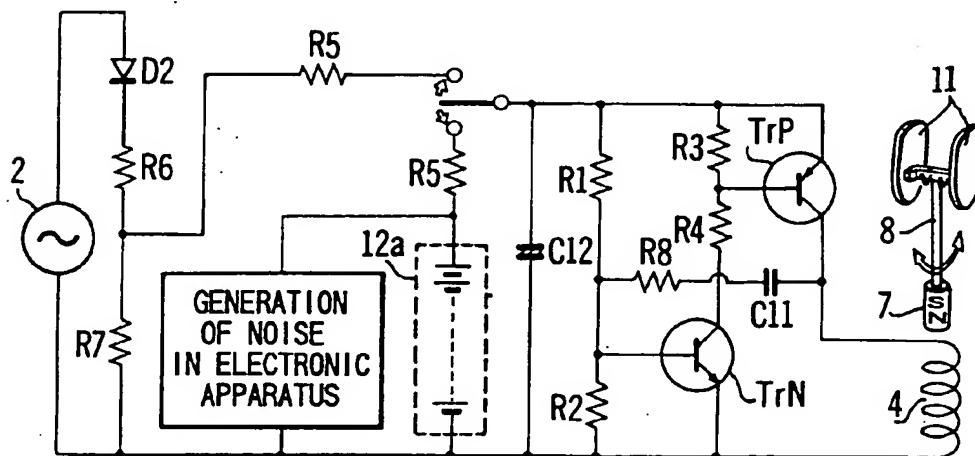 R5
D2
11
TrP
R3
R6
R1
2
R5
8
R4
12a
C12
R8
C11
7
S
N
GENERATION
OF NOISE
IN ELECTRONIC
APPARATUS
R7
R2
TrN
4